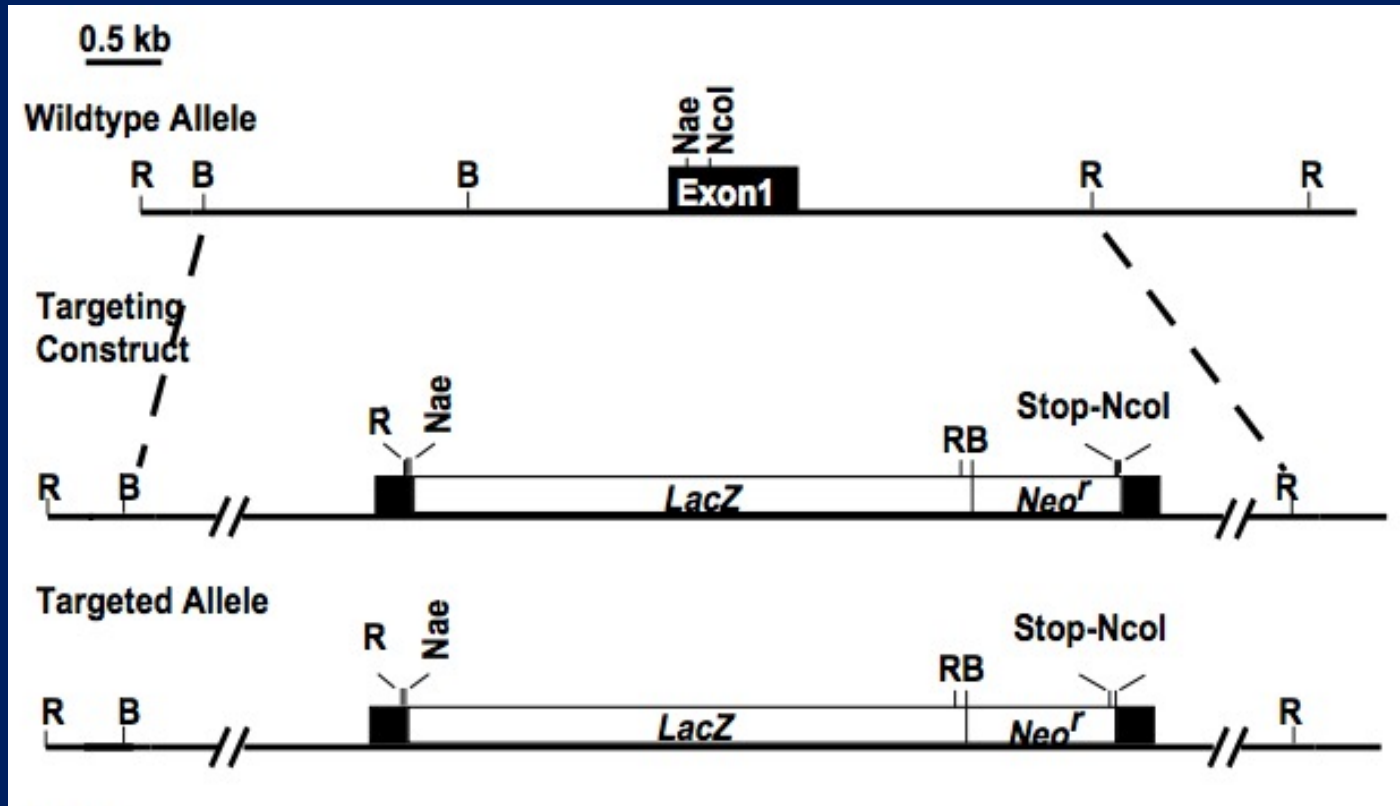 0.5 kb
Wildtype Allele
Nae
NcoI
R B B R R
Exon1
Targeting
Construct
R Nae RB Stop-NcoI
R B R
LacZ Neor
Targeted Allele
R Nae RB Stop-NcoI
R B R
LacZ Neor